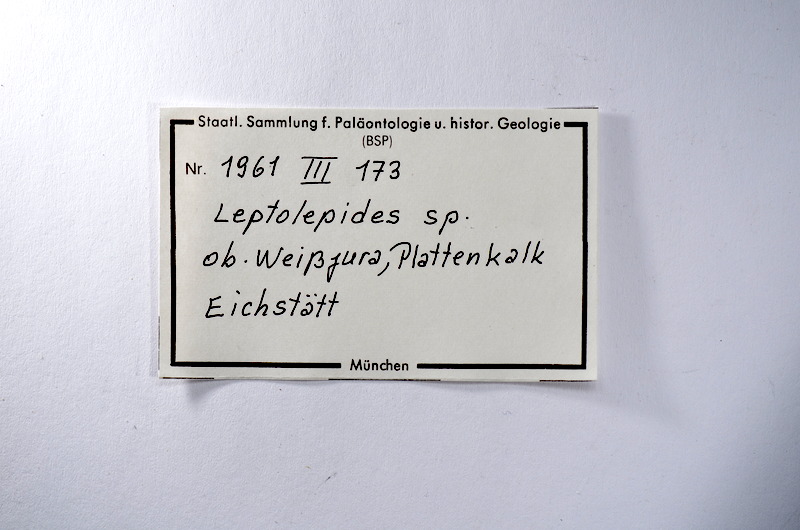 Staatl. Sammlung f. Paläontologie u. histor. Geologie
(BSP)
Nr. 1961 III 173
Leptolepides sp.
ob. Weißjura, Plattenkalk
Eichstätt
München